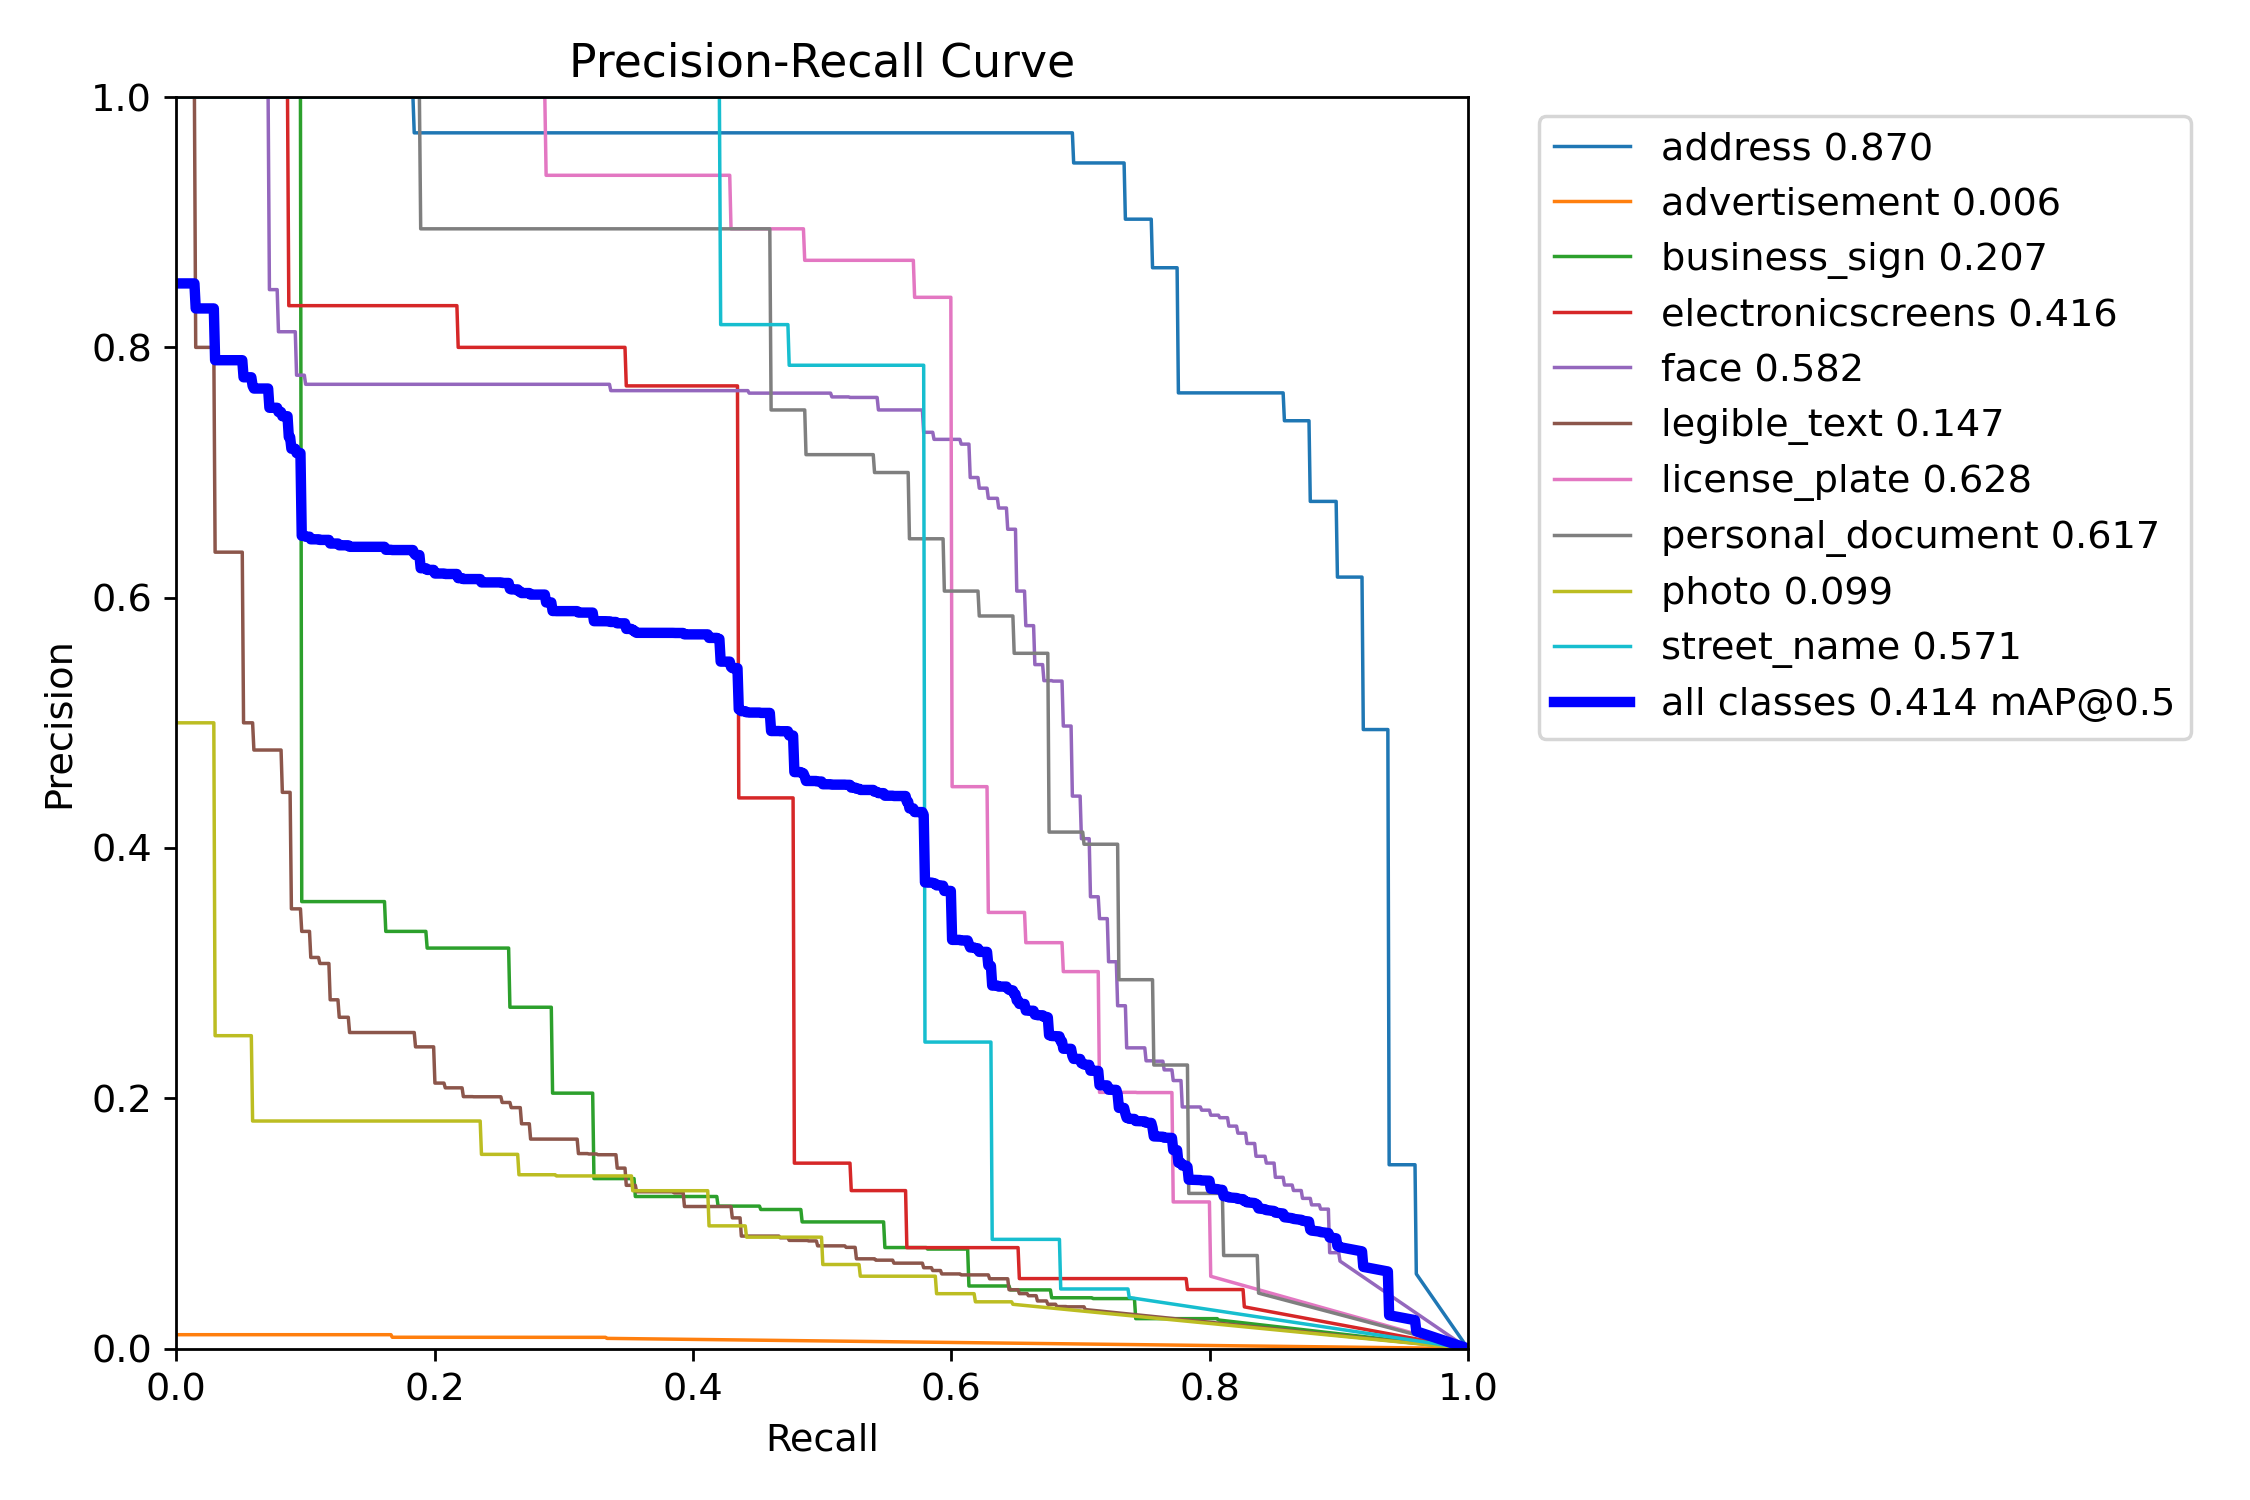 Precision-Recall Curve
1.0
0.8
0.6
0.4
0.2
0.0
Precision
0.0 0.2 0.4 0.6 0.8 1.0
Recall
address 0.870
advertisement 0.006
business_sign 0.207
electronicscreens 0.416
face 0.582
legible_text 0.147
license_plate 0.628
personal_document 0.617
photo 0.099
street_name 0.571
all classes 0.414 mAP@0.5